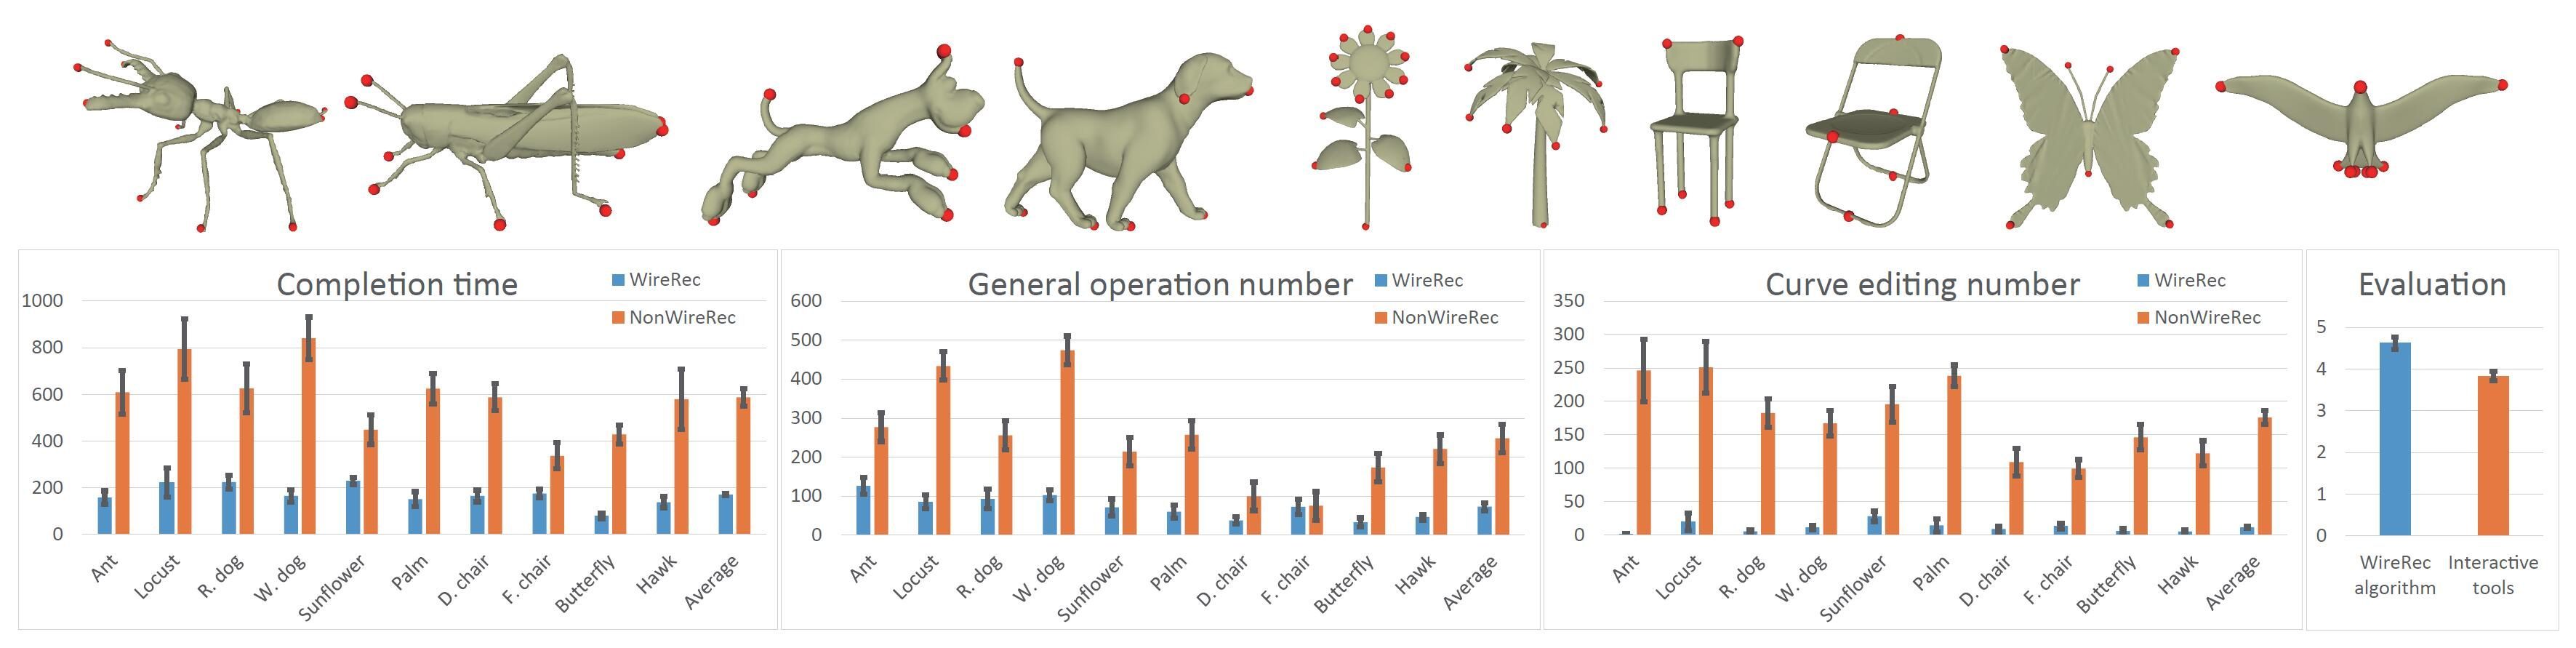 Completion time
WireRec
NonWireRec
1000
800
600
400
200
0
Ant
Locust
R. dog
W. dog
Sunflower
Palm
D. chair
F. chair
Butterfly
Hawk
Average
General operation number
WireRec
NonWireRec
600
500
400
300
200
100
0
Ant
Locust
R. dog
W. dog
Sunflower
Palm
D. chair
F. chair
Butterfly
Hawk
Average
Curve editing number
WireRec
NonWireRec
350
300
250
200
150
100
50
0
Ant
Locust
R. dog
W. dog
Sunflower
Palm
D. chair
F. chair
Butterfly
Hawk
Average
Evaluation
5
4
3
2
1
0
WireRec
algorithm
Interactive
tools